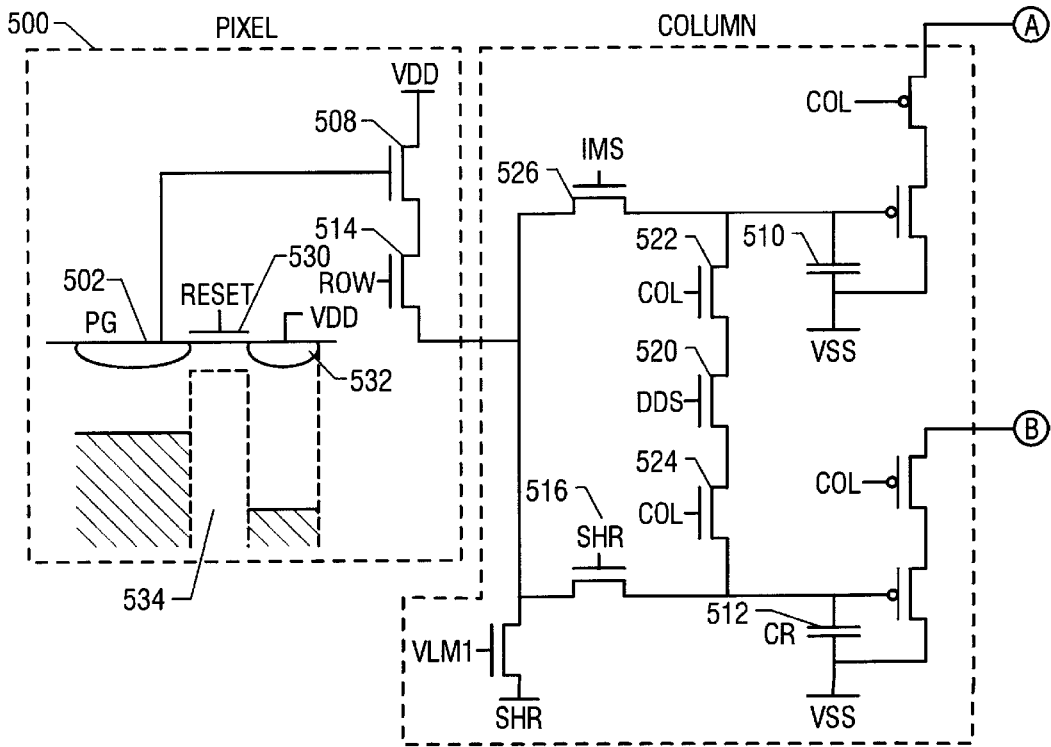 500
PIXEL
COLUMN
A
VDD
COL
508
IMS
526
514
510
522
530
502
RESET
ROW
COL
PG
VDD
VSS
532
520
DDS
B
524
516
COL
COL
SHR
534
512
CR
VLM1
SHR
VSS